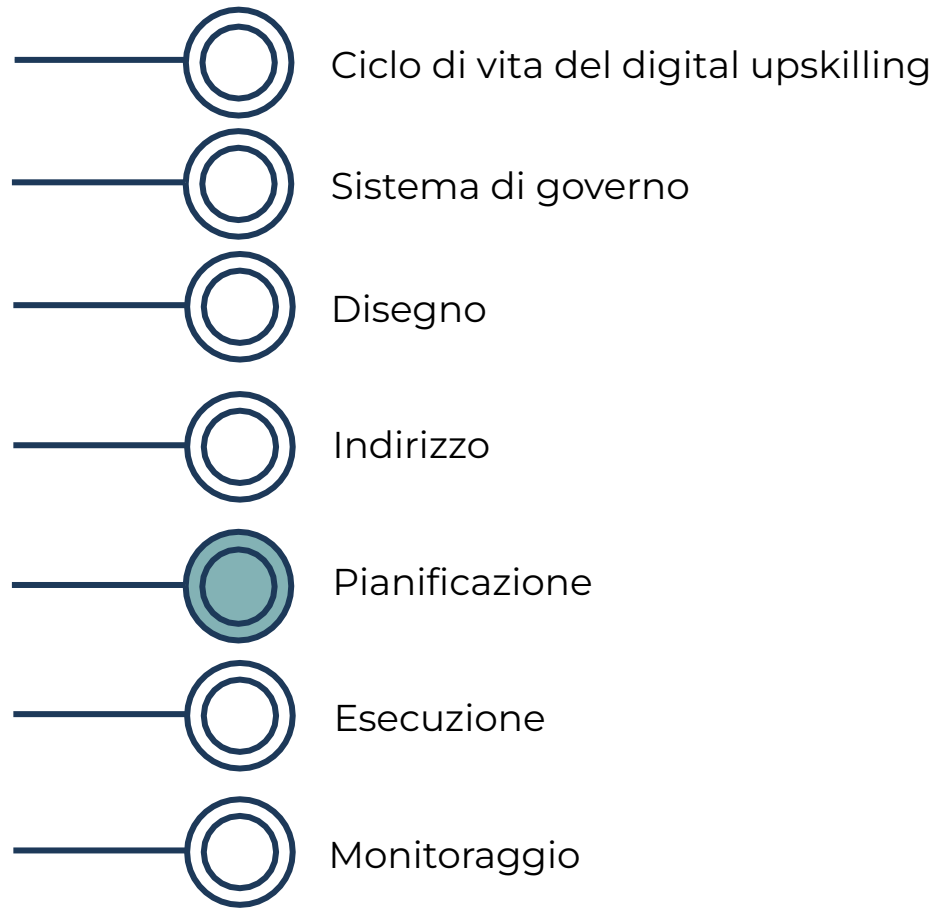 Ciclo di vita del digital upskilling
Sistema di governo
Disegno
Indirizzo
Pianificazione
Esecuzione
Monitoraggio